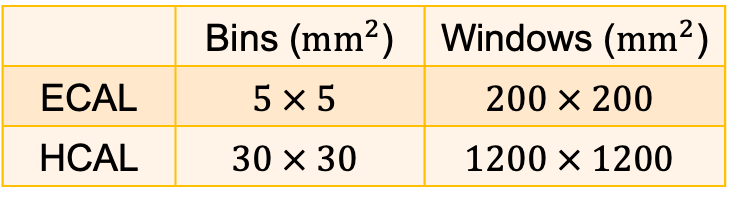 Bins (mm²) Windows (mm²)
ECAL 5 × 5 200 × 200
HCAL 30 × 30 1200 × 1200